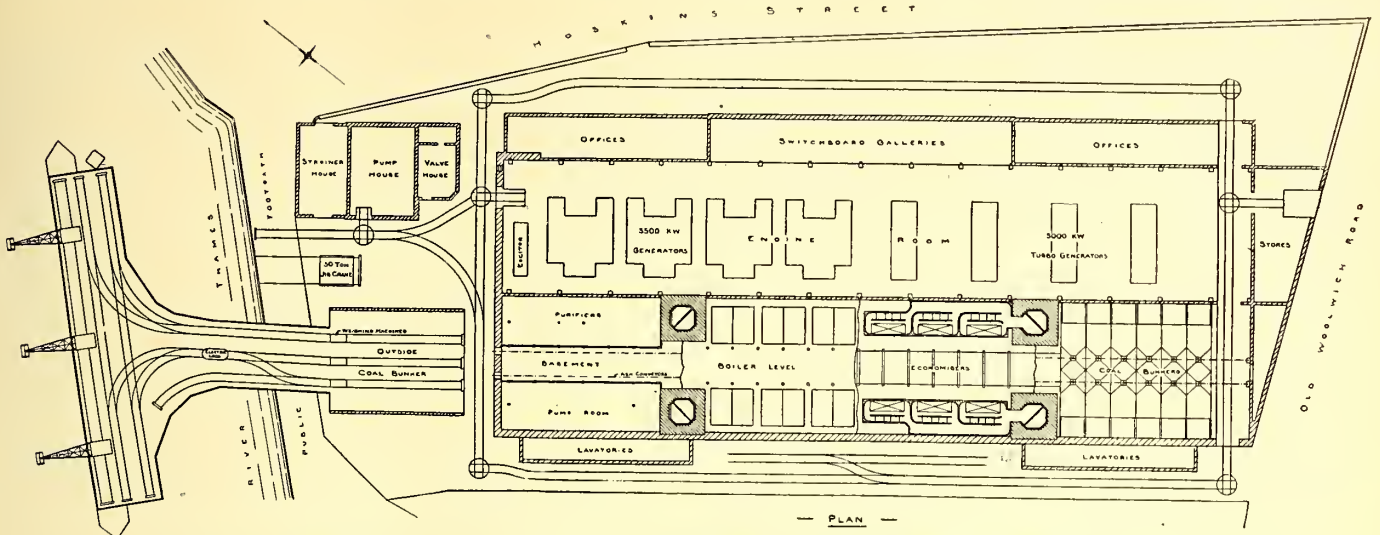 HOSKINS STREET
RIVER THAMES
PUBLIC FOOTPATH
STRAINER
HOUSE
PUMP
HOUSE
VALVE
HOUSE
OFFICES
SWITCHBOARD GALLERIES
OFFICES
EXCITER
3500 KW
GENERATORS
ENGINE ROOM
5000 KW
TURBO GENERATORS
STORES
OLD WOOLWICH ROAD
50 TON
JIB CRANE
WEIGHING MACHINES
OUTSIDE
COAL BUNKER
PURIFIERS
BASEMENT
ASH CONVEYORS
PUMP ROOM
BOILER LEVEL
ECONOMISERS
COAL BUNKERS
LAVATORIES
LAVATORIES
— PLAN —